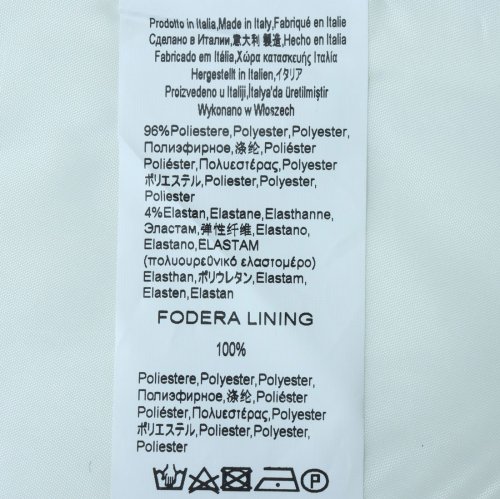 Prodotto in Italia,Made in Italy,Fabriqué en Italie
Сделано в Италии,意大利 製造,Hecho en Italia
Fabricado em Itália,Χώρα κατασκευής Ιταλία
Hergestellt in Italien,イタリア
Proizvedeno u Italiji,İtalya'da üretilmiştir
Wykonano w Włoszech
96%Poliestere,Polyester,Polyester,
Полиэфирное,涤纶,Poliéster
Poliéster,Πολυεστέρας,Polyester
ポリエステル,Poliester,Polyester,
Poliester
4%Elastan,Elastane,Elasthanne,
Эластам,弹性纤维,Elastano,
Elastano,ELASTAM
(πολυουρεθνικό ελαστομέρο)
Elasthan,ポリウレタン,Elastam,
Elasten,Elastan
FODERA LINING
100%
Poliestere,Polyester,Polyester,
Полиэфирное,涤纶,Poliéster
Poliéster,Πολυεστέρας,Polyester
ポリエステル,Poliester,Polyester,
Poliester
P